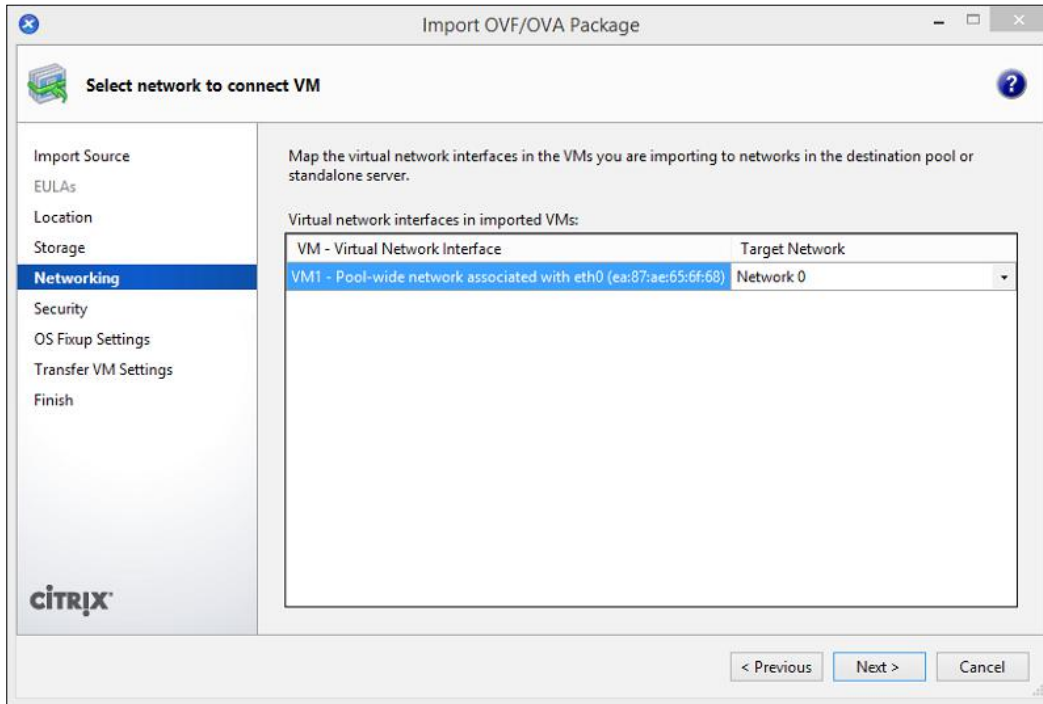 Import OVF/OVA Package
Select network to connect VM
?
Import Source
EULAs
Location
Storage
Networking
Security
OS Fixup Settings
Transfer VM Settings
Finish
CİTRIX
Map the virtual network interfaces in the VMs you are importing to networks in the destination pool or
standalone server.
Virtual network interfaces in imported VMs:
VM - Virtual Network Interface Target Network
VM1 - Pool-wide network associated with eth0 (ea:87:ae:65:6f:68) Network 0
< Previous Next > Cancel